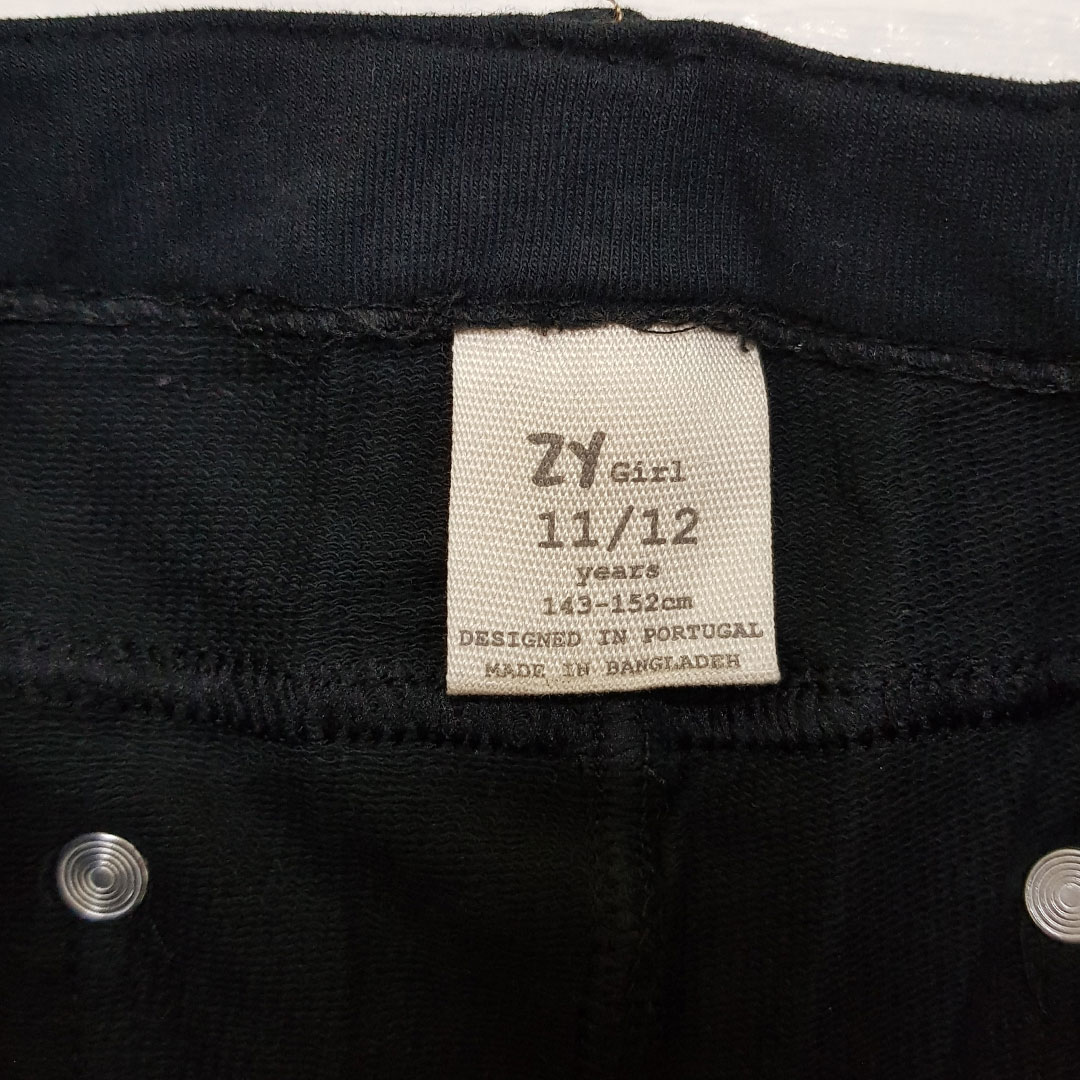 ZY Girl
11/12
years
143-152cm
DESIGNED IN PORTUGAL
MADE IN BANGLADEH